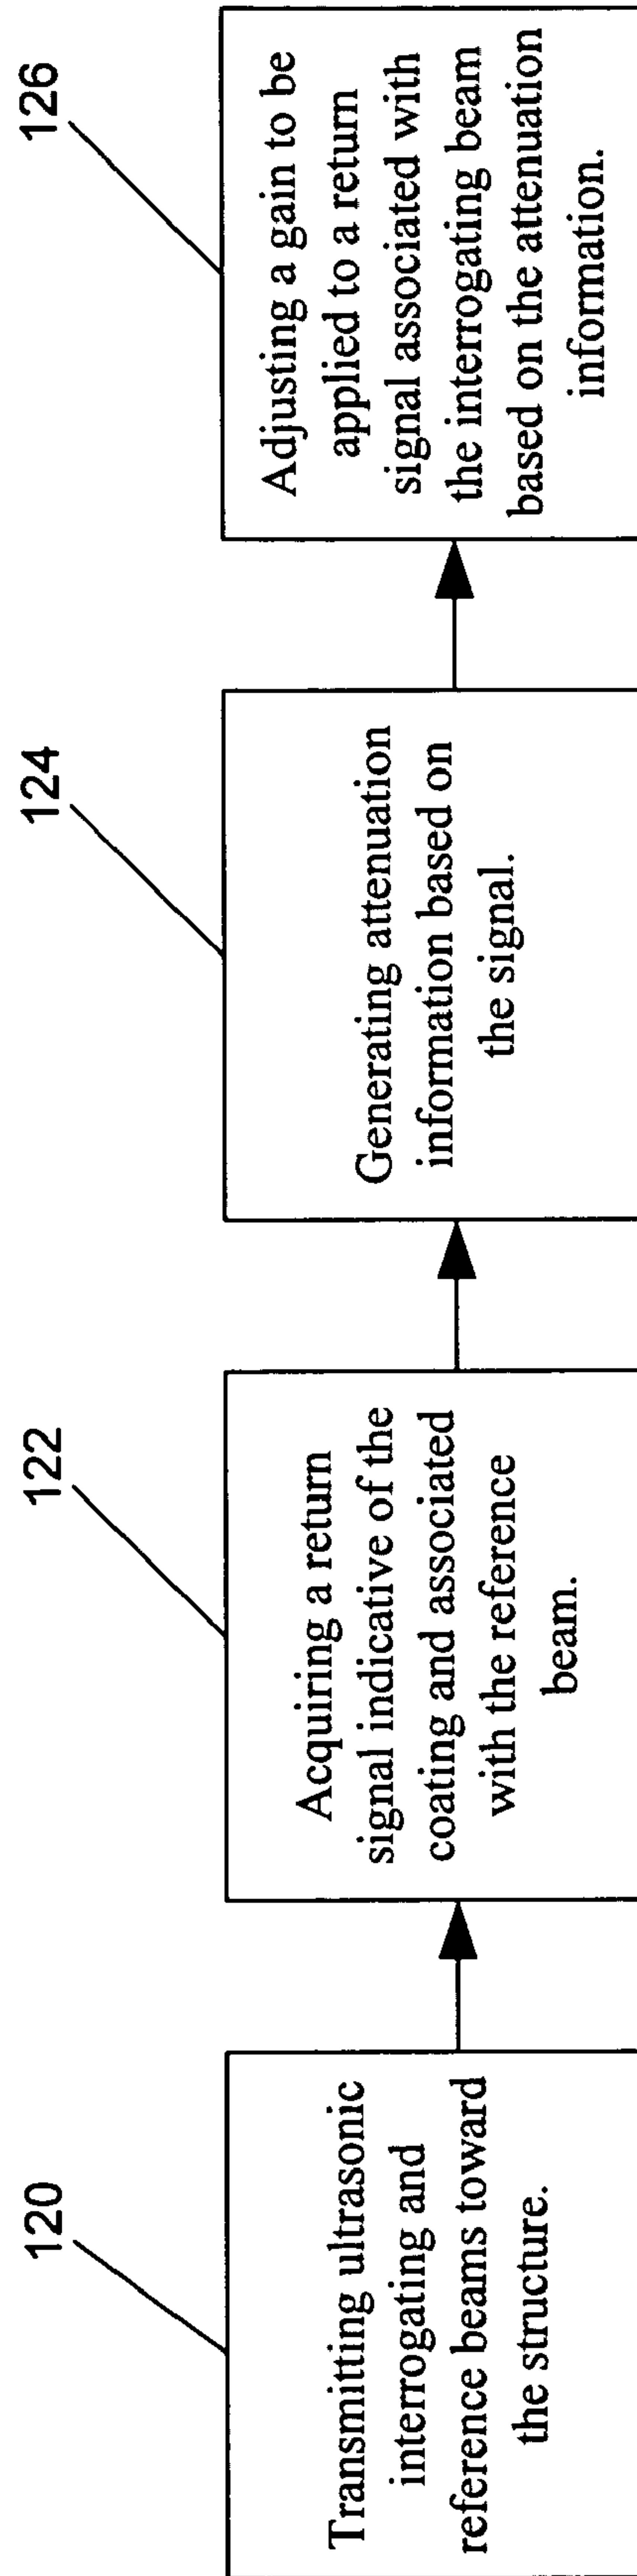 120
Transmitting ultrasonic
interrogating and
reference beams toward
the structure.
122
Acquiring a return
signal indicative of the
coating and associated
with the reference
beam.
124
Generating attenuation
information based on
the signal.
126
Adjusting a gain to be
applied to a return
signal associated with
the interrogating beam
based on the attenuation
information.